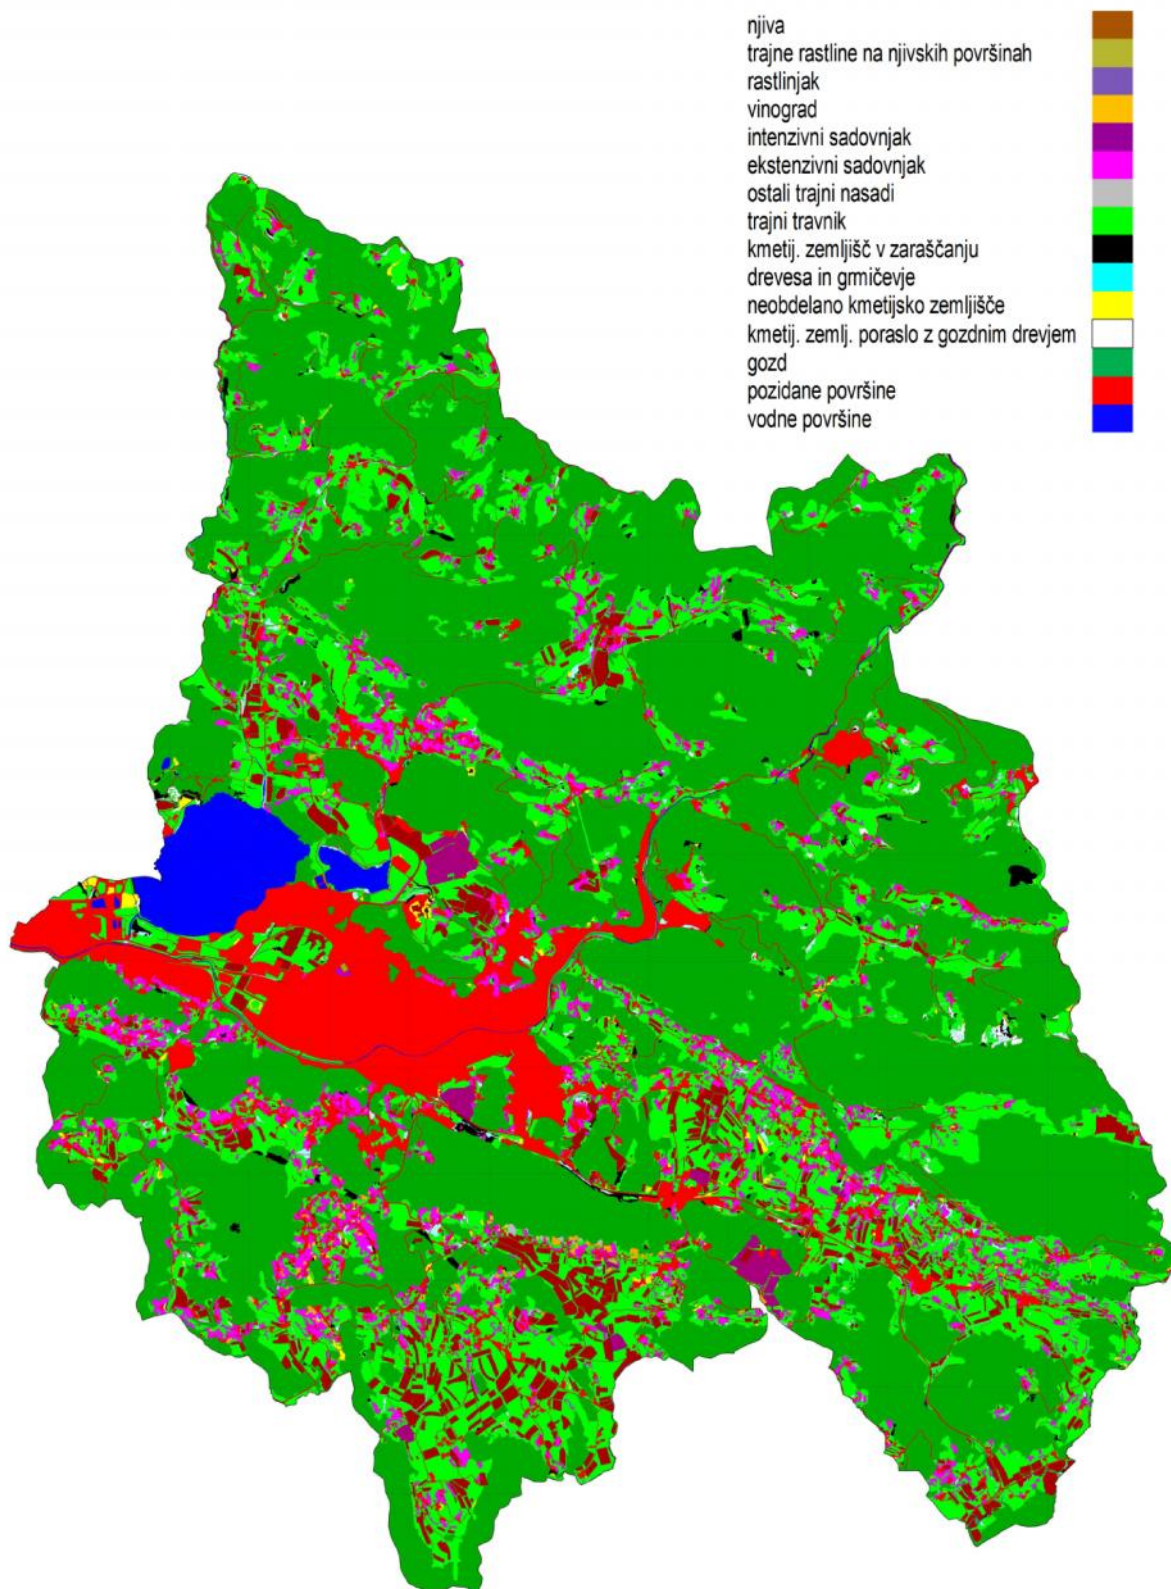 njiva
trajne rastline na njivskih površinah
rastlinjak
vinograd
intenzivni sadovnjak
ekstenzivni sadovnjak
ostali trajni nasadi
trajni travnik
kmetij. zemljišč v zaraščanju
drevesa in grmičevje
neobdelano kmetijsko zemljišče
kmetij. zemlj. poraslo z gozdnim drevjem
gozd
pozidane površine
vodne površine